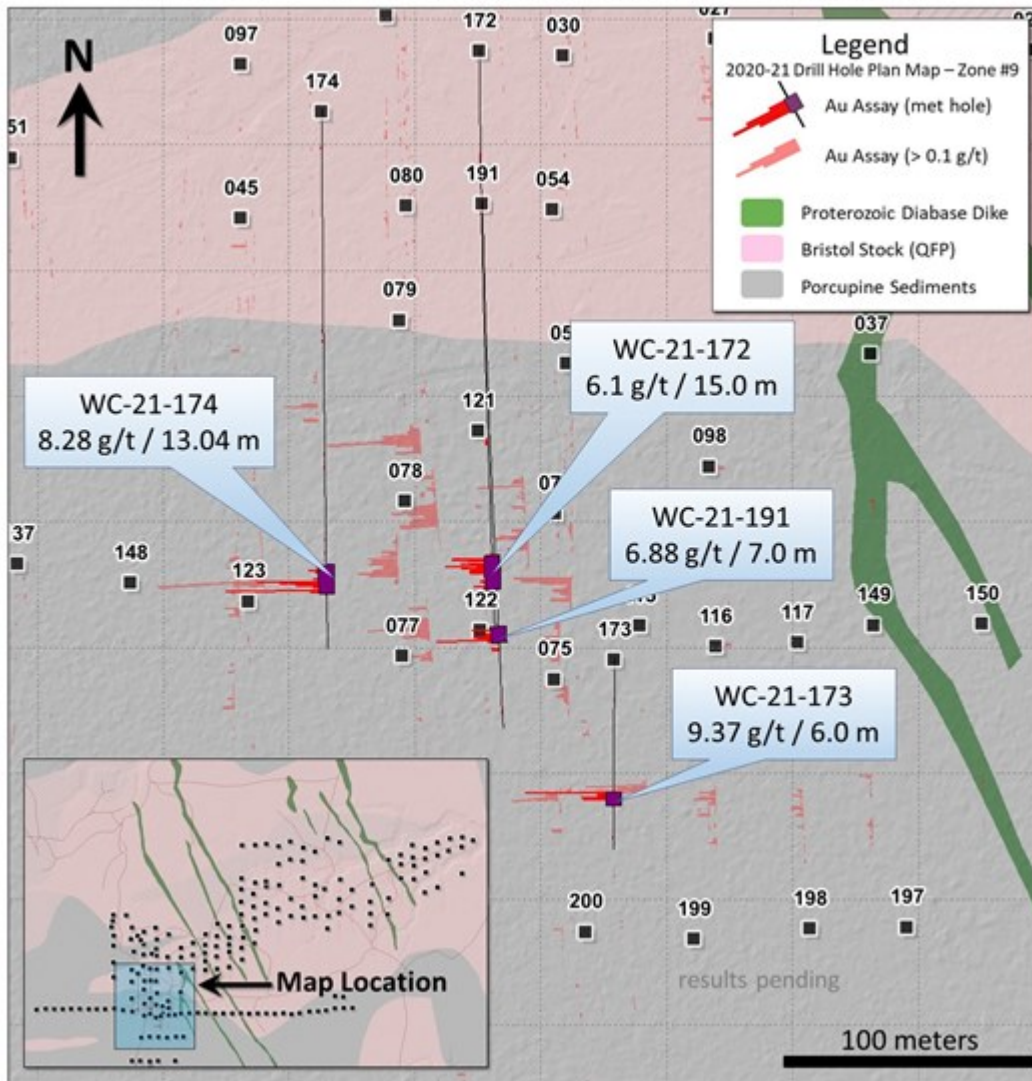 172
030
027
097
174
N
51
045
080
191
054
079
05
037
Legend
2020-21 Drill Hole Plan Map – Zone #9
Au Assay (met hole)
Au Assay (> 0.1 g/t)
Proterozoic Diabase Dike
Bristol Stock (QFP)
Porcupine Sediments
WC-21-172
6.1 g/t / 15.0 m
WC-21-174
8.28 g/t / 13.04 m
121
098
078
07
WC-21-191
6.88 g/t / 7.0 m
37
148
123
122
077
075
173
116
117
149
150
WC-21-173
9.37 g/t / 6.0 m
200
199
198
197
results pending
Map Location
100 meters